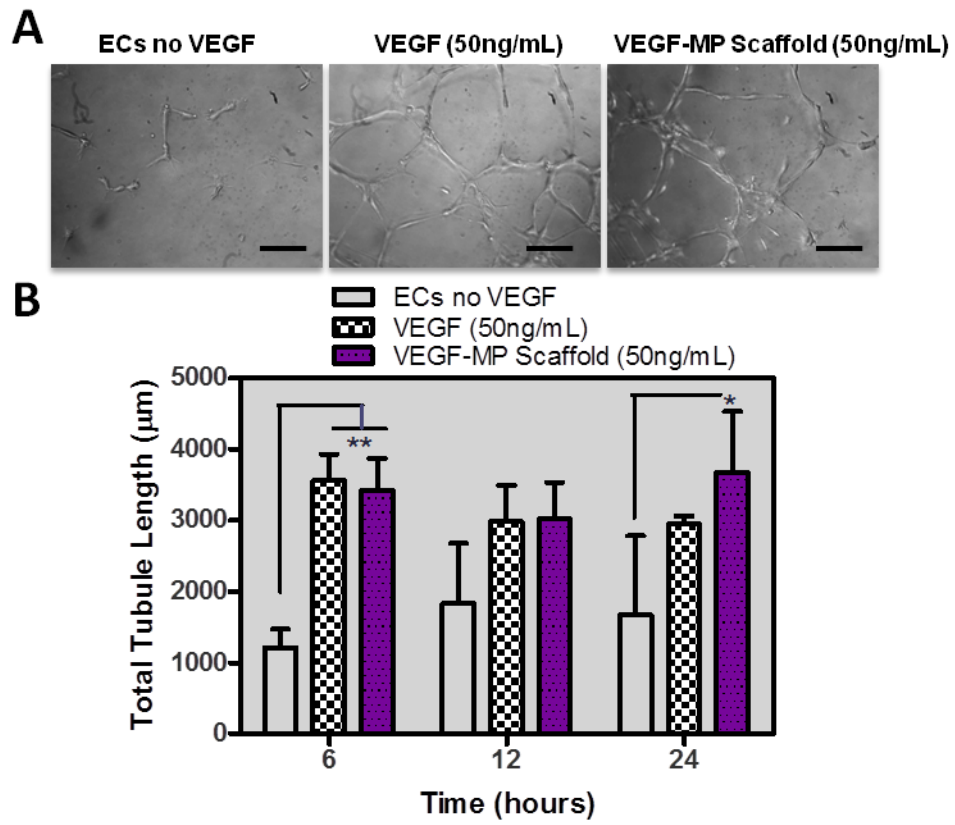 A
ECs no VEGF
VEGF (50ng/mL)
VEGF-MP Scaffold (50ng/mL)
B
ECs no VEGF
VEGF (50ng/mL)
VEGF-MP Scaffold (50ng/mL)
Total Tubule Length (μm)
5000
4000
3000
2000
1000
0
**
*
6
12
24
Time (hours)